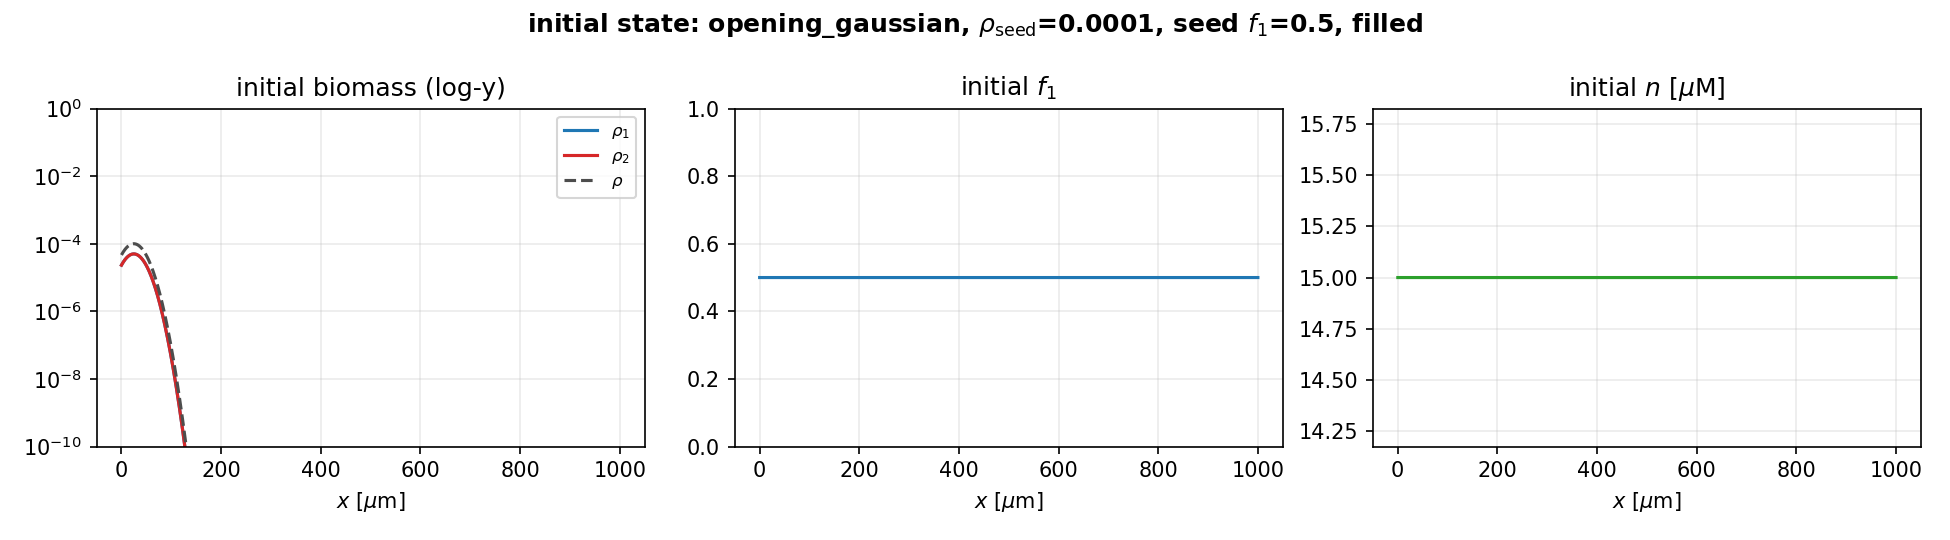 initial state: opening_gaussian, ρseed=0.0001, seed f1=0.5, filled
initial biomass (log-y)
10^0
10^−2
10^−4
10^−6
10^−8
10^−10
0 200 400 600 800 1000
x [μm]
ρ1
ρ2
ρ
initial f1
1.0
0.8
0.6
0.4
0.2
0.0
0 200 400 600 800 1000
x [μm]
initial n [μM]
15.75
15.50
15.25
15.00
14.75
14.50
14.25
0 200 400 600 800 1000
x [μm]